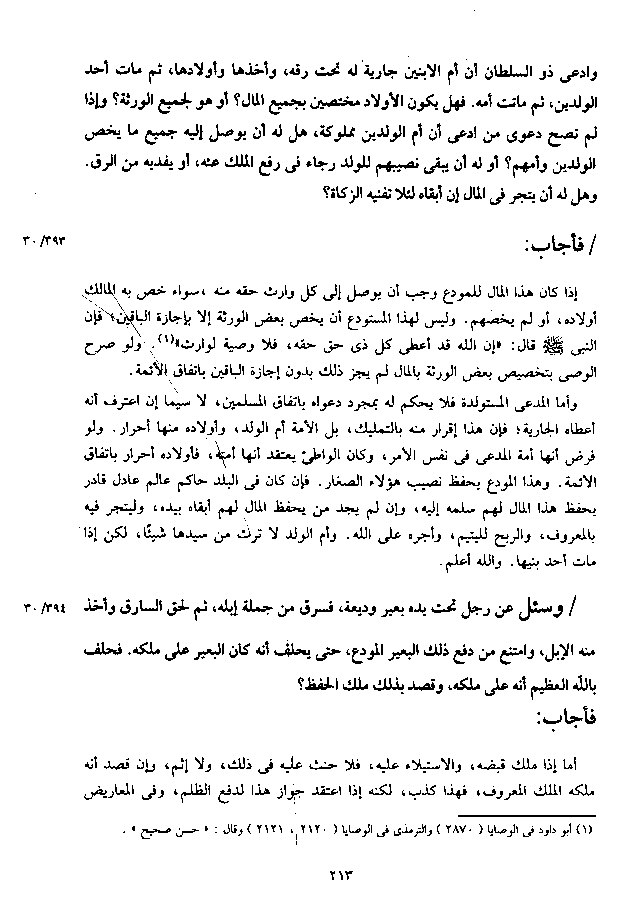 وادعى ذو السلطان أن أم الابنين جارية له تحت رقه، وأخذها وأولادها، ثم مات أحد
الولدين، ثم ماتت أمه. فهل يكون الأولاد مختصين بجميع المال؟ أو هو لجميع الورثة؟ وإذا
لم تصح دعوى من ادعى أن أم الولدين مملوكة، هل له أن يوصل إليه جميع ما يخص
الولدين وأمهم؟ أو له أن يبقى نصيبهم للولد رجاء فى رفع الملك عنه، أو يفديه من الرق.
وهل له أن يتجر فى المال إن أبقاه لئلا تفنيه الزكاة؟
٣٠/٣٩٣ / فأجاب:
إذا كان هذا المال للمودع وجب أن يوصل إلى كل وارث حقه منه ،سواء خص به المالك
أولاده، أو لم يخصهم. وليس لهذا المستودع أن يخص بعض الورثة إلا بإجازة الباقين؛ فإن
النبى ﷺ قال: «إن الله قد أعطى كل ذى حق حقه، فلا وصية لوارث»(١). ولو صرح
الوصى بتخصيص بعض الورثة بالمال لم يجز ذلك بدون إجازة الباقين باتفاق الأئمة.
وأما المدعى المستولدة فلا يحكم له بمجرد دعواه باتفاق المسلمين، لا سيما إن اعترف أنه
أعطاه الجارية؛ فإن هذا إقرار منه بالتمليك، بل الأمة أم الولد، وأولاده منها أحرار. ولو
فرض أنها أمة المدعى فى نفس الأمر، وكان الواطئ يعتقد أنها أمته، فأولاده أحرار باتفاق
الأئمة. وهذا المودع يحفظ نصيب هؤلاء الصغار. فإن كان فى البلد حاكم عالم عادل قادر
يحفظ هذا المال لهم سلمه إليه، وإن لم يجد من يحفظ المال لهم أبقاه بيده، وليتجر فيه
بالمعروف، والربح لليتيم، وأجره على الله. وأم الولد لا ترث من سيدها شيئًا، لكن إذا
مات أحد بنيها. والله أعلم.
٣٠/٣٩٤ / وسئل عن رجل تحت يده بعير وديعة، فسرق من جملة إبله، ثم لحق السارق وأخذ
منه الإبل، وامتنع من دفع ذلك البعير المودع، حتى يحلف أنه كان البعير على ملكه. فحلف
بالله العظيم أنه على ملكه، وقصد بذلك ملك الحفظ؟
فأجاب:
أما إذا ملك قبضه، والاستيلاء عليه، فلا حنث عليه فى ذلك، ولا إثم، وإن قصد أنه
ملكه الملك المعروف، فهذا كذب، لكنه إذا اعتقد جواز هذا لدفع الظلم، وفى المعاريض
(١) أبو داود فى الوصايا ( ٢٨٧٠ ) والترمذى فى الوصايا ( ٢١٢٠ ، ٢١٢١ ) وقال : « حسن صحيح » .
٢١٣